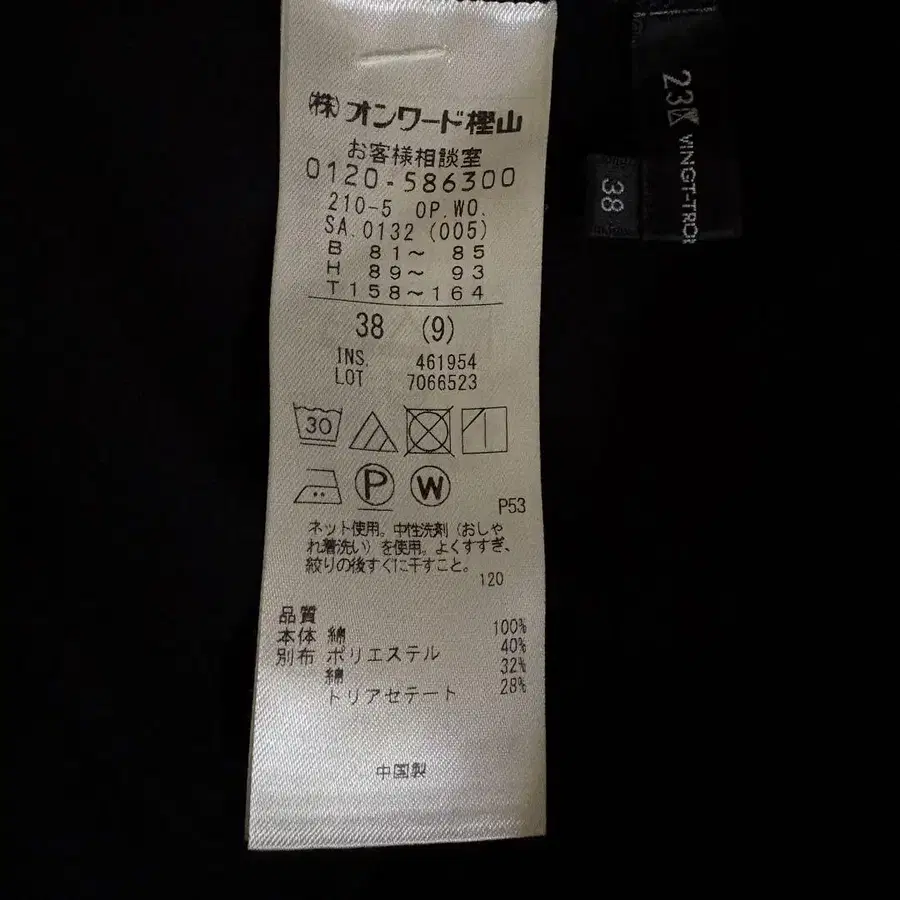 (株)オンワード樫山
お客様相談室
0120-586300
210-5 OP.WO.
SA.0132 (005)
B 81～ 85
H 89～ 93
T 158～164
38 (9)
INS. 461954
LOT 7066523
30
P W
P53
ネット使用。中性洗剤（おしゃ
れ着洗い）を使用。よくすすぎ、
絞りの後すぐに干すこと。
120
品質
本体 綿 100%
別布 ポリエステル 40%
綿 32%
トリアセテート 28%
中国製
23区
VINGT-TROI
38